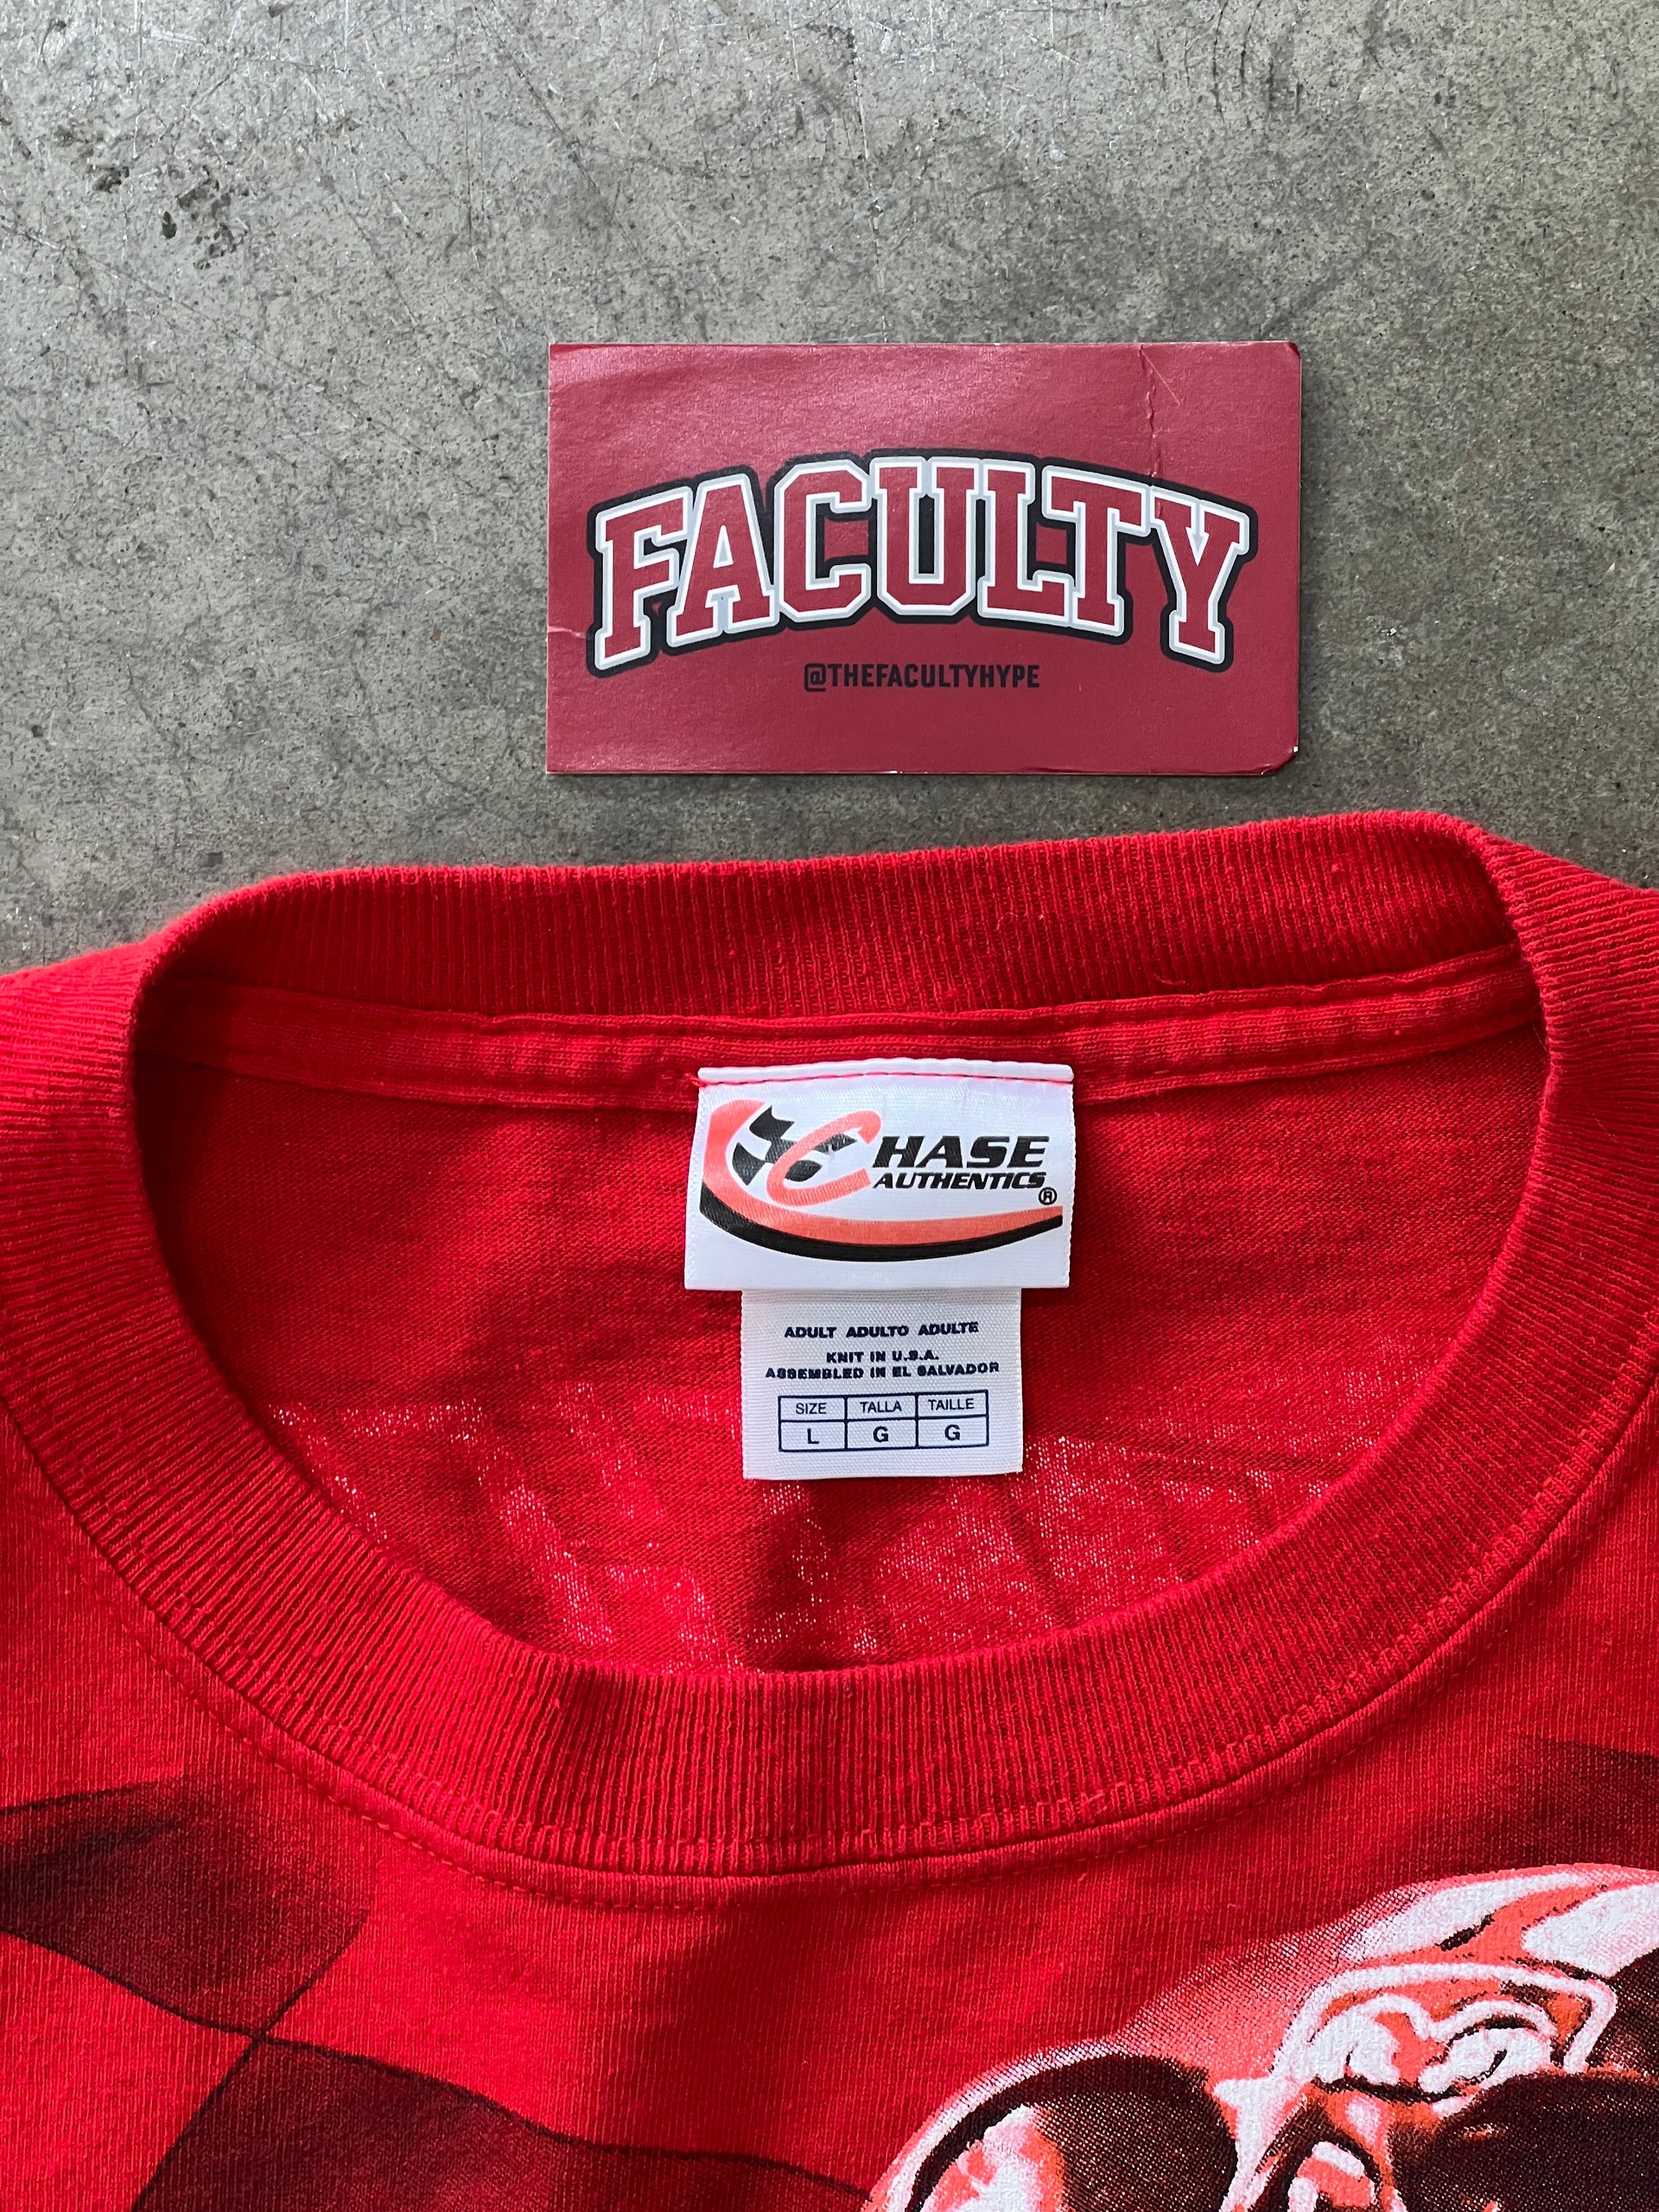 FACULTY
@THEFACULTYHYPE
CHASE
AUTHENTICS®
ADULT ADULTO ADULTE
KNIT IN U.S.A.
ASSEMBLED IN EL SALVADOR
SIZE TALLA TAILLE
L G G